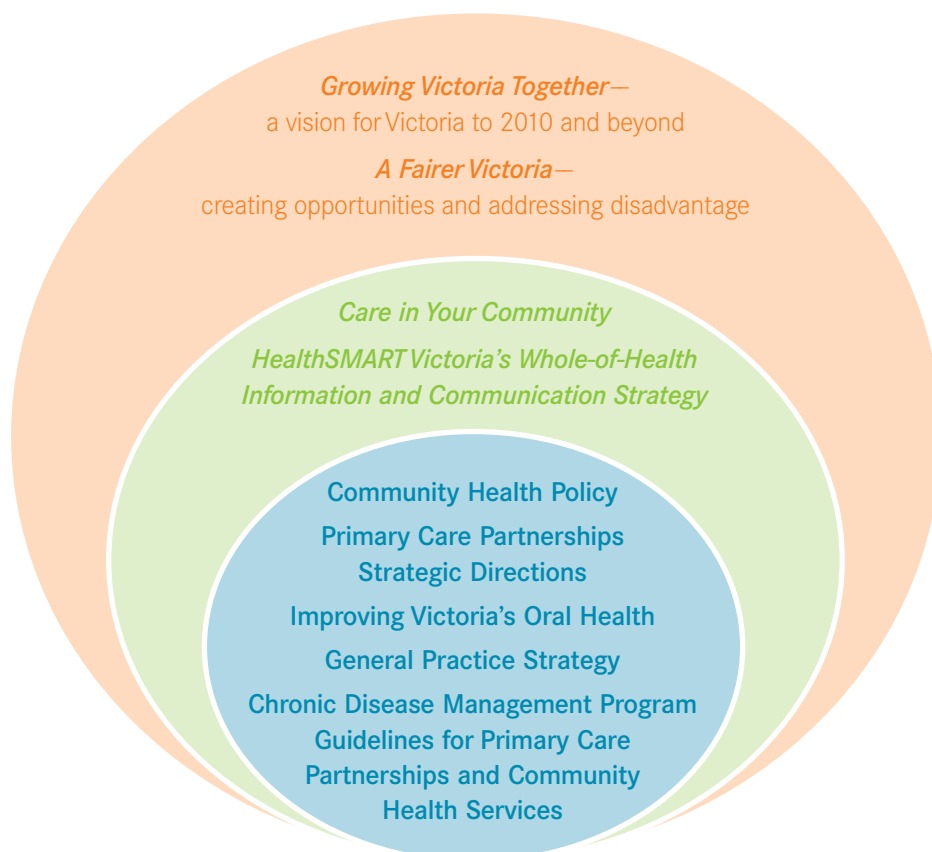 Growing Victoria Together—
a vision for Victoria to 2010 and beyond
A Fairer Victoria—
creating opportunities and addressing disadvantage
Care in Your Community
HealthSMART Victoria’s Whole-of-Health
Information and Communication Strategy
Community Health Policy
Primary Care Partnerships
Strategic Directions
Improving Victoria’s Oral Health
General Practice Strategy
Chronic Disease Management Program
Guidelines for Primary Care
Partnerships and Community
Health Services